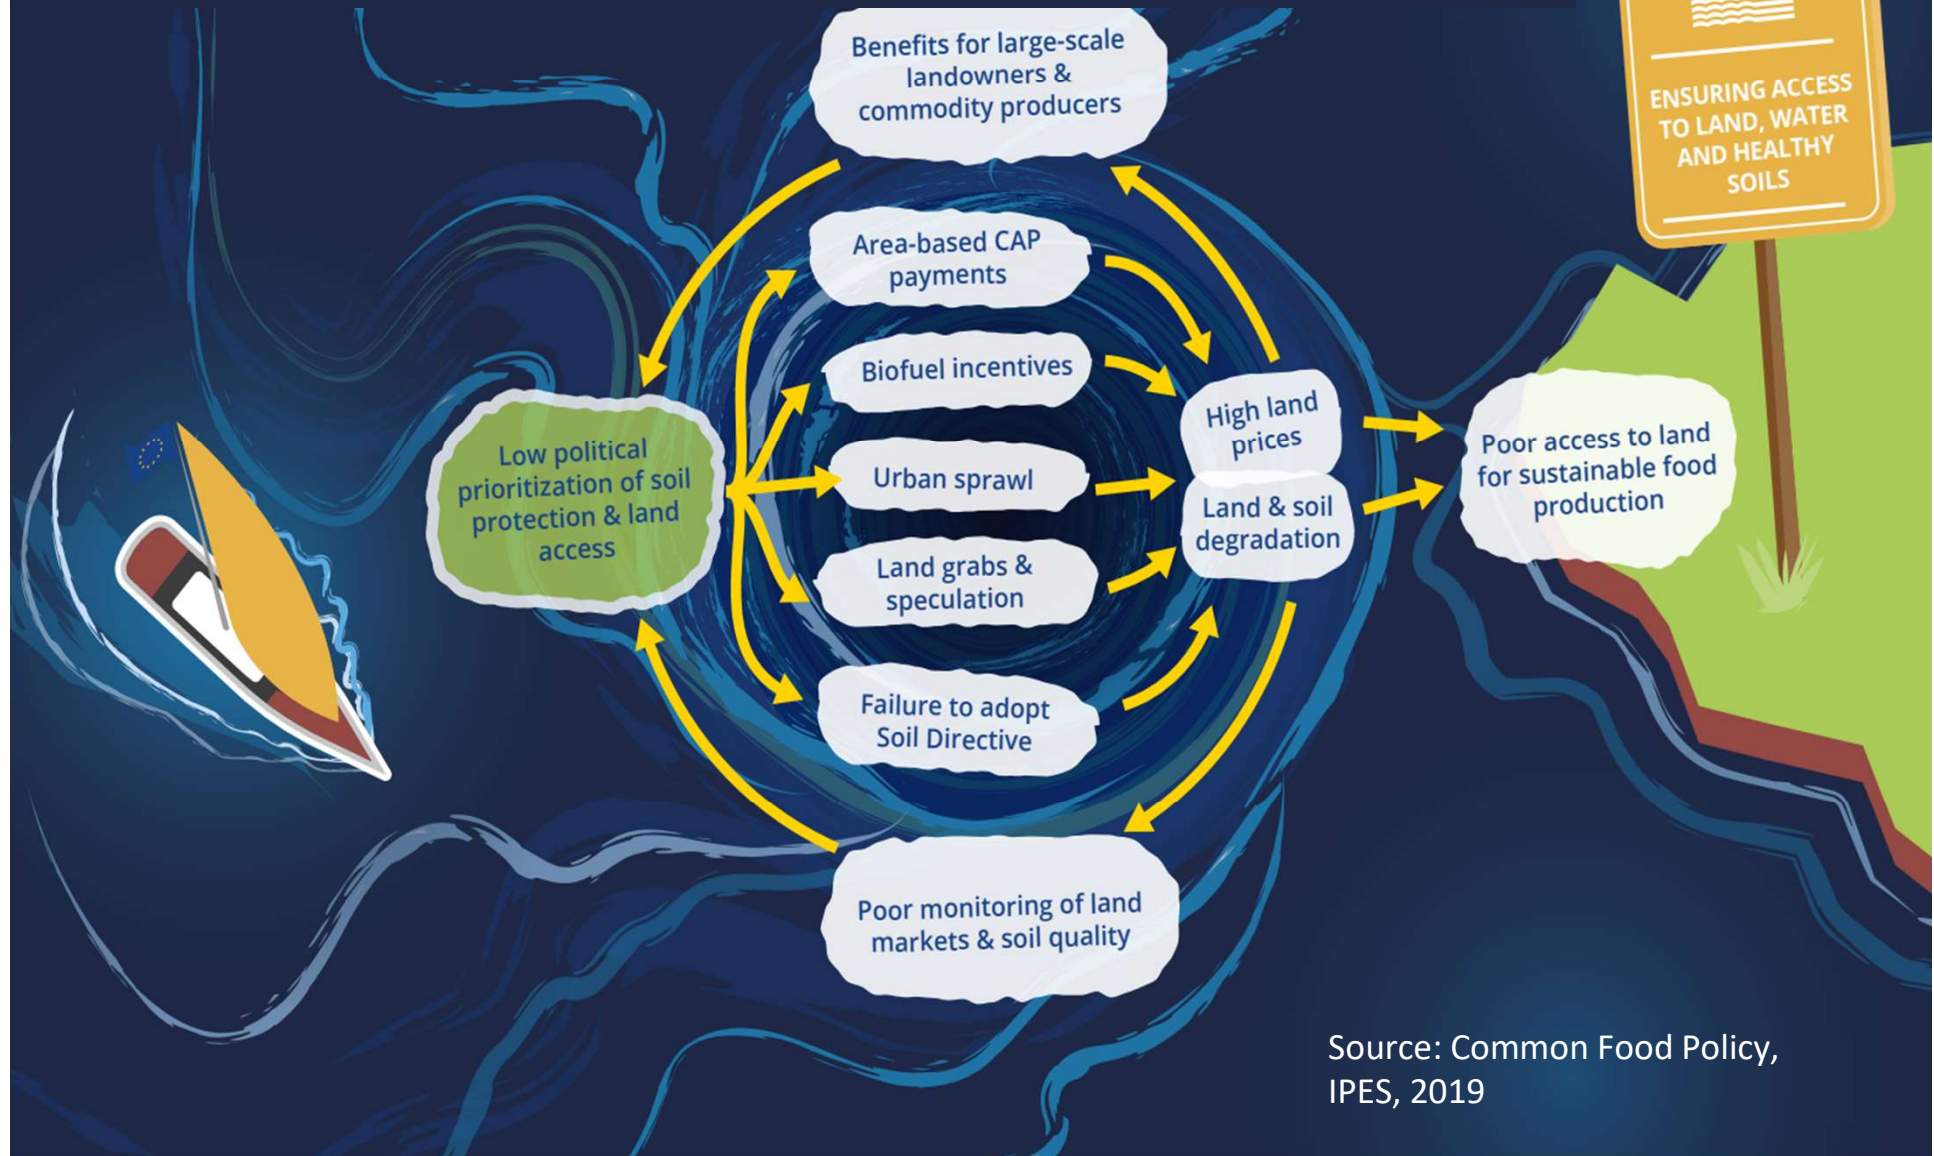 Benefits for large-scale
landowners &
commodity producers
ENSURING ACCESS
TO LAND, WATER
AND HEALTHY
SOILS
Area-based CAP
payments
Biofuel incentives
Urban sprawl
Land grabs &
speculation
Failure to adopt
Soil Directive
Low political
prioritization of soil
protection & land
access
High land
prices
Land & soil
degradation
Poor access to land
for sustainable food
production
Poor monitoring of land
markets & soil quality
Source: Common Food Policy,
IPES, 2019